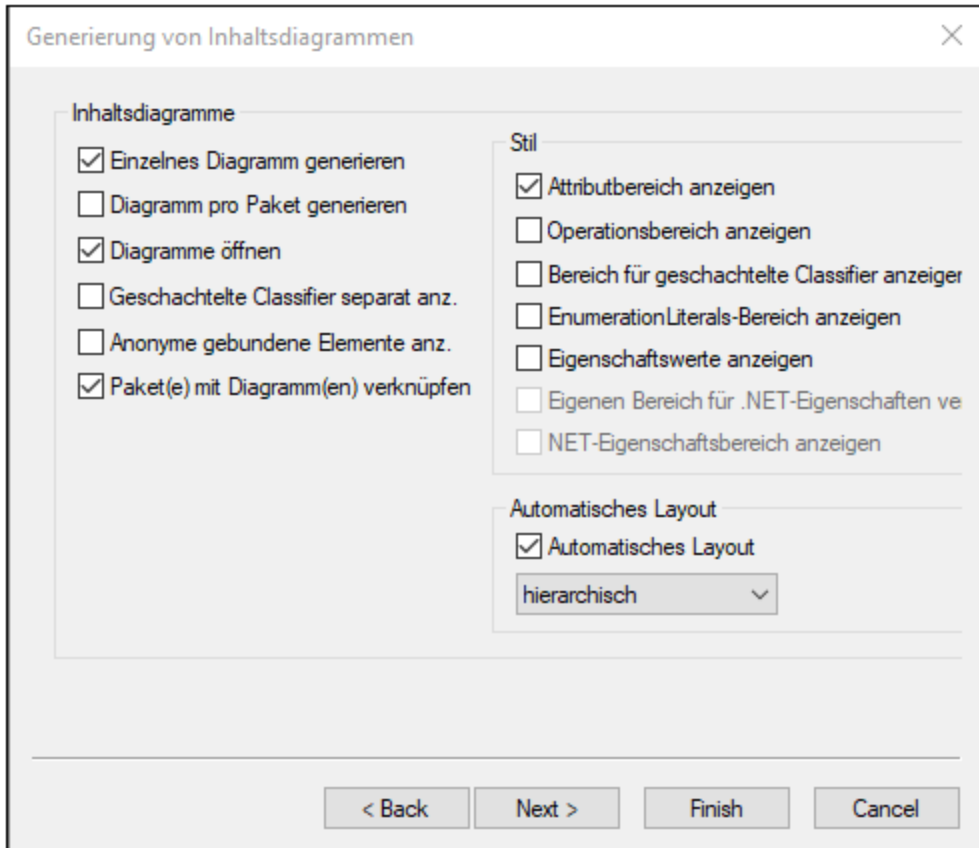 Generierung von Inhaltsdiagrammen
Inhaltsdiagramme
Einzelnes Diagramm generieren
Diagramm pro Paket generieren
Diagramme öffnen
Geschachtelte Classifier separat anz.
Anonyme gebundene Elemente anz.
Paket(e) mit Diagramm(en) verknüpfen
Stil
Attributbereich anzeigen
Operationsbereich anzeigen
Bereich für geschachtelte Classifier anzeigen
EnumerationLiterals-Bereich anzeigen
Eigenschaftswerte anzeigen
Eigenen Bereich für .NET-Eigenschaften
NET-Eigenschaftsbereich anzeigen
Automatisches Layout
Automatisches Layout
hierarchisch
< Back Next > Finish Cancel